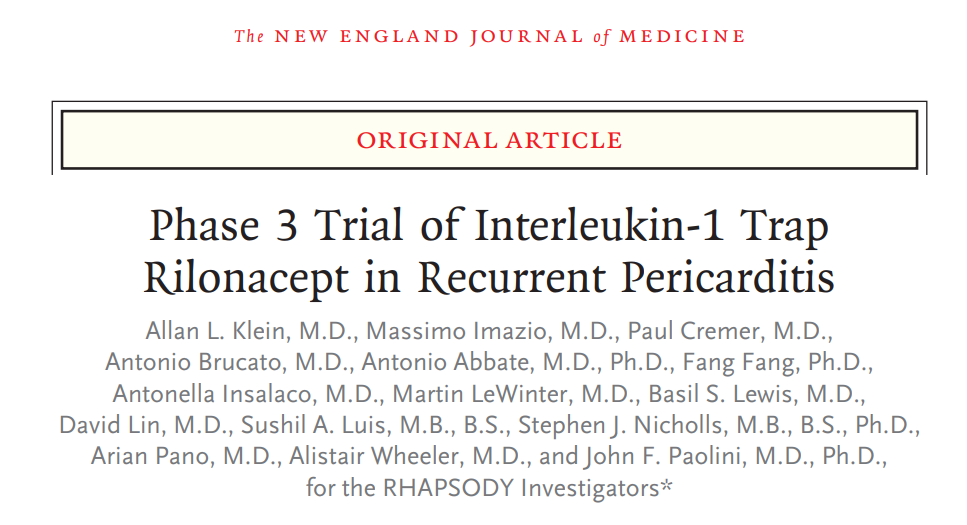 The NEW ENGLAND JOURNAL of MEDICINE
ORIGINAL ARTICLE
Phase 3 Trial of Interleukin-1 Trap
Rilonacept in Recurrent Pericarditis
Allan L. Klein, M.D., Massimo Imazio, M.D., Paul Cremer, M.D.,
Antonio Brucato, M.D., Antonio Abbate, M.D., Ph.D., Fang Fang, Ph.D.,
Antonella Insalaco, M.D., Martin LeWinter, M.D., Basil S. Lewis, M.D.,
David Lin, M.D., Sushil A. Luis, M.B., B.S., Stephen J. Nicholls, M.B., B.S., Ph.D.,
Arian Pano, M.D., Alistair Wheeler, M.D., and John F. Paolini, M.D., Ph.D.,
for the RHAPSODY Investigators*